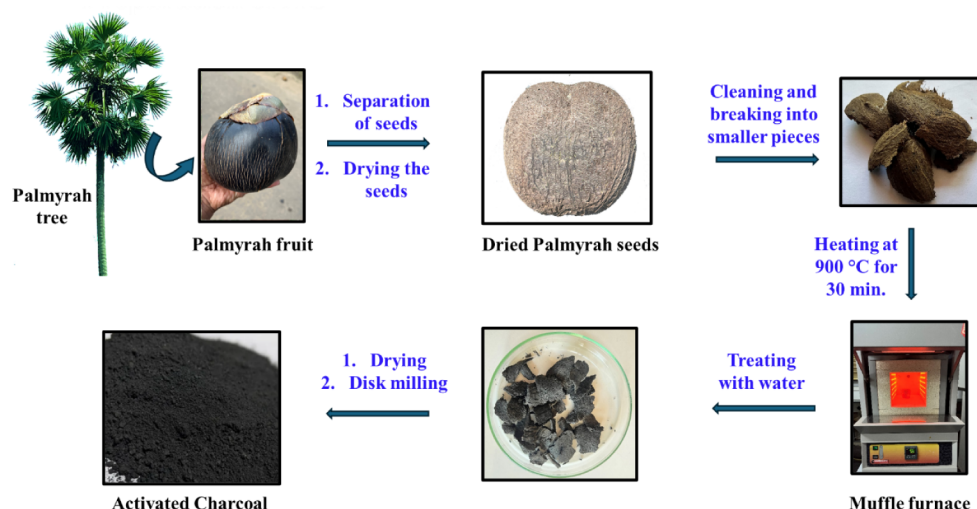 Palmyrah
tree
Palmyrah fruit
1. Separation
of seeds
2. Drying the
seeds
Dried Palmyrah seeds
Cleaning and
breaking into
smaller pieces
Heating at
900 °C for
30 min.
Muffle furnace
Treating
with water
1. Drying
2. Disk milling
Activated Charcoal